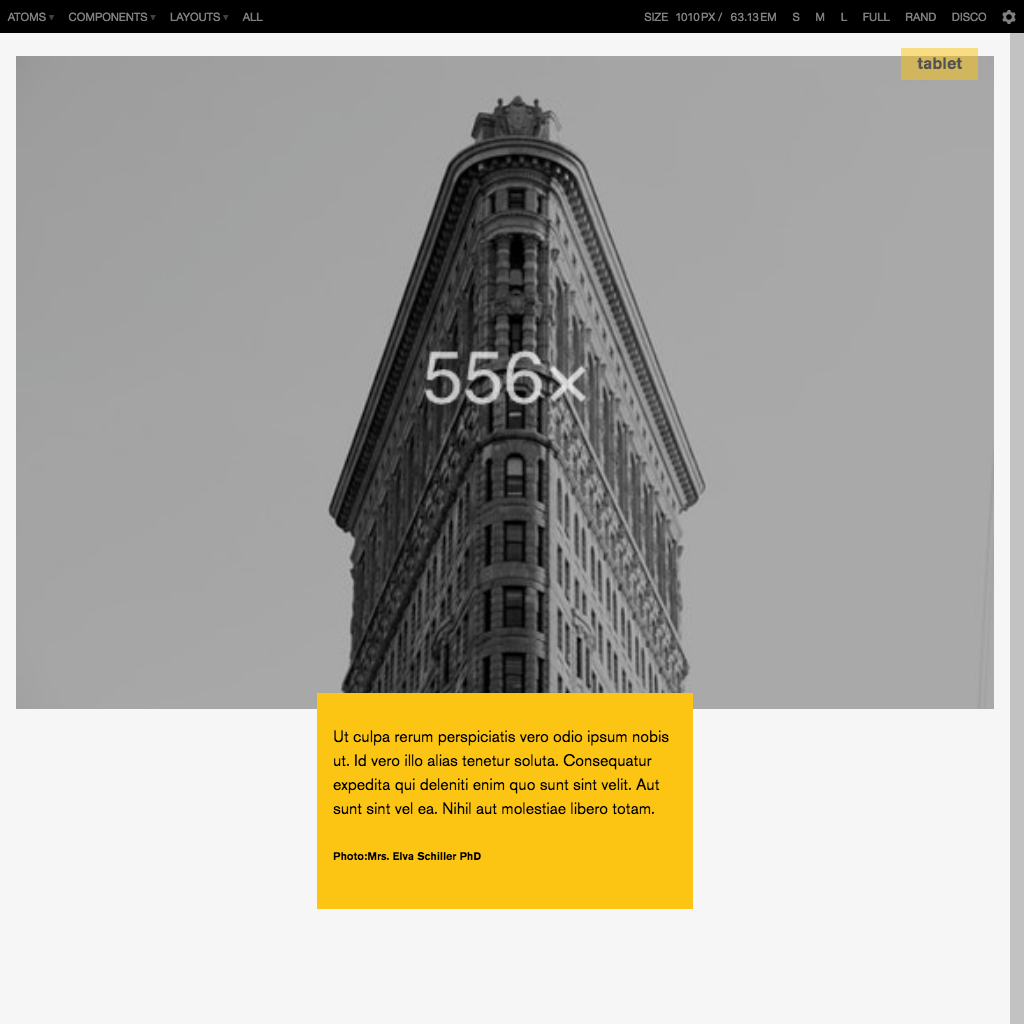 ATOMS ▾ COMPONENTS ▾ LAYOUTS ▾ ALL SIZE 1010PX / 63.13EM S M L FULL RAND DISCO
tablet
556×
Ut culpa rerum perspiciatis vero odio ipsum nobis
ut. Id vero illo alias tenetur soluta. Consequatur
expedita qui deleniti enim quo sunt sint velit. Aut
sunt sint vel ea. Nihil aut molestiae libero totam.
Photo:Mrs. Elva Schiller PhD